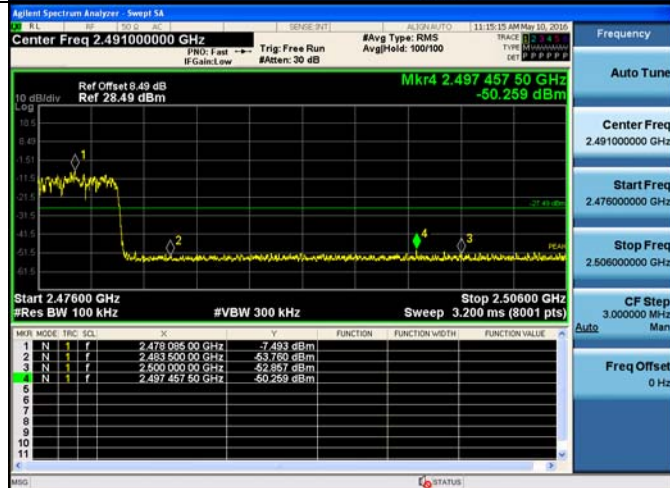 Agilent Spectrum Analyzer - Swept SA
RL RF 50 Ω AC SENSE:INT ALIGNAUTO 11:15:15 AM May 10, 2016
Center Freq 2.491000000 GHz #Avg Type: RMS TRACE 1 2 3 4 5 6
PNO: Fast Trig: Free Run Avg|Hold: 100/100 TYPE M
IFGain:Low #Atten: 30 dB DET P P P P P P
Mkr4 2.497 457 50 GHz
-50.259 dBm
Ref Offset 8.49 dB
10 dB/div Ref 28.49 dBm
Log
18.5
8.49
-1.51
1
-11.5
-21.5
-27.49 dBm
-31.5
-41.5
2 4 3
-51.5
PEAK
-61.5
Start 2.47600 GHz Stop 2.50600 GHz
#Res BW 100 kHz #VBW 300 kHz Sweep 3.200 ms (8001 pts)
MKR MODE TRC SCL X Y FUNCTION FUNCTION WIDTH FUNCTION VALUE
1 N 1 f 2.478 085 00 GHz -7.493 dBm
2 N 1 f 2.483 500 00 GHz -53.760 dBm
3 N 1 f 2.500 000 00 GHz -52.857 dBm
4 N 1 f 2.497 457 50 GHz -50.259 dBm
5
6
7
8
9
10
11
MSG STATUS
Frequency
Auto Tune
Center Freq
2.491000000 GHz
Start Freq
2.476000000 GHz
Stop Freq
2.506000000 GHz
CF Step
3.000000 MHz
Auto Man
Freq Offset
0 Hz